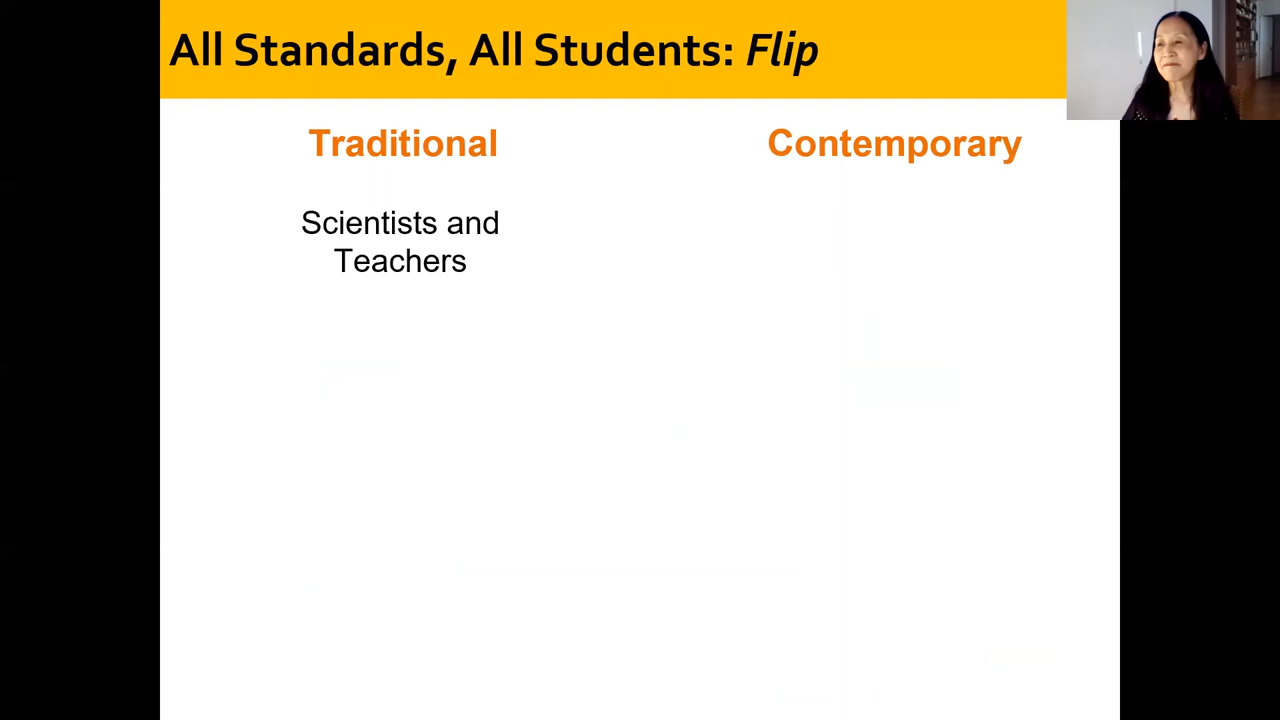 All Standards, All Students: Flip
Traditional
Contemporary
Scientists and
Teachers